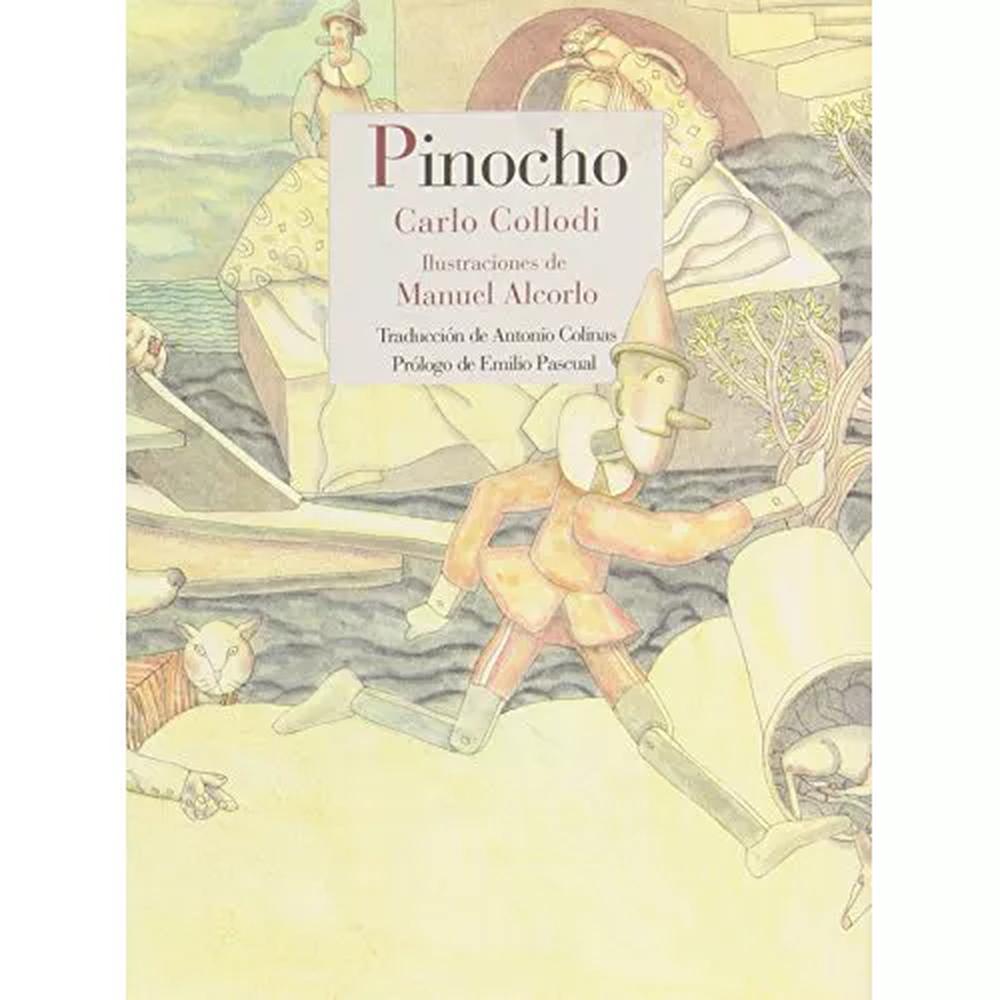 Pinocho
Carlo Collodi
Ilustraciones de
Manuel Alcorlo
Traducción de Antonio Colinas
Prólogo de Emilio Pascual